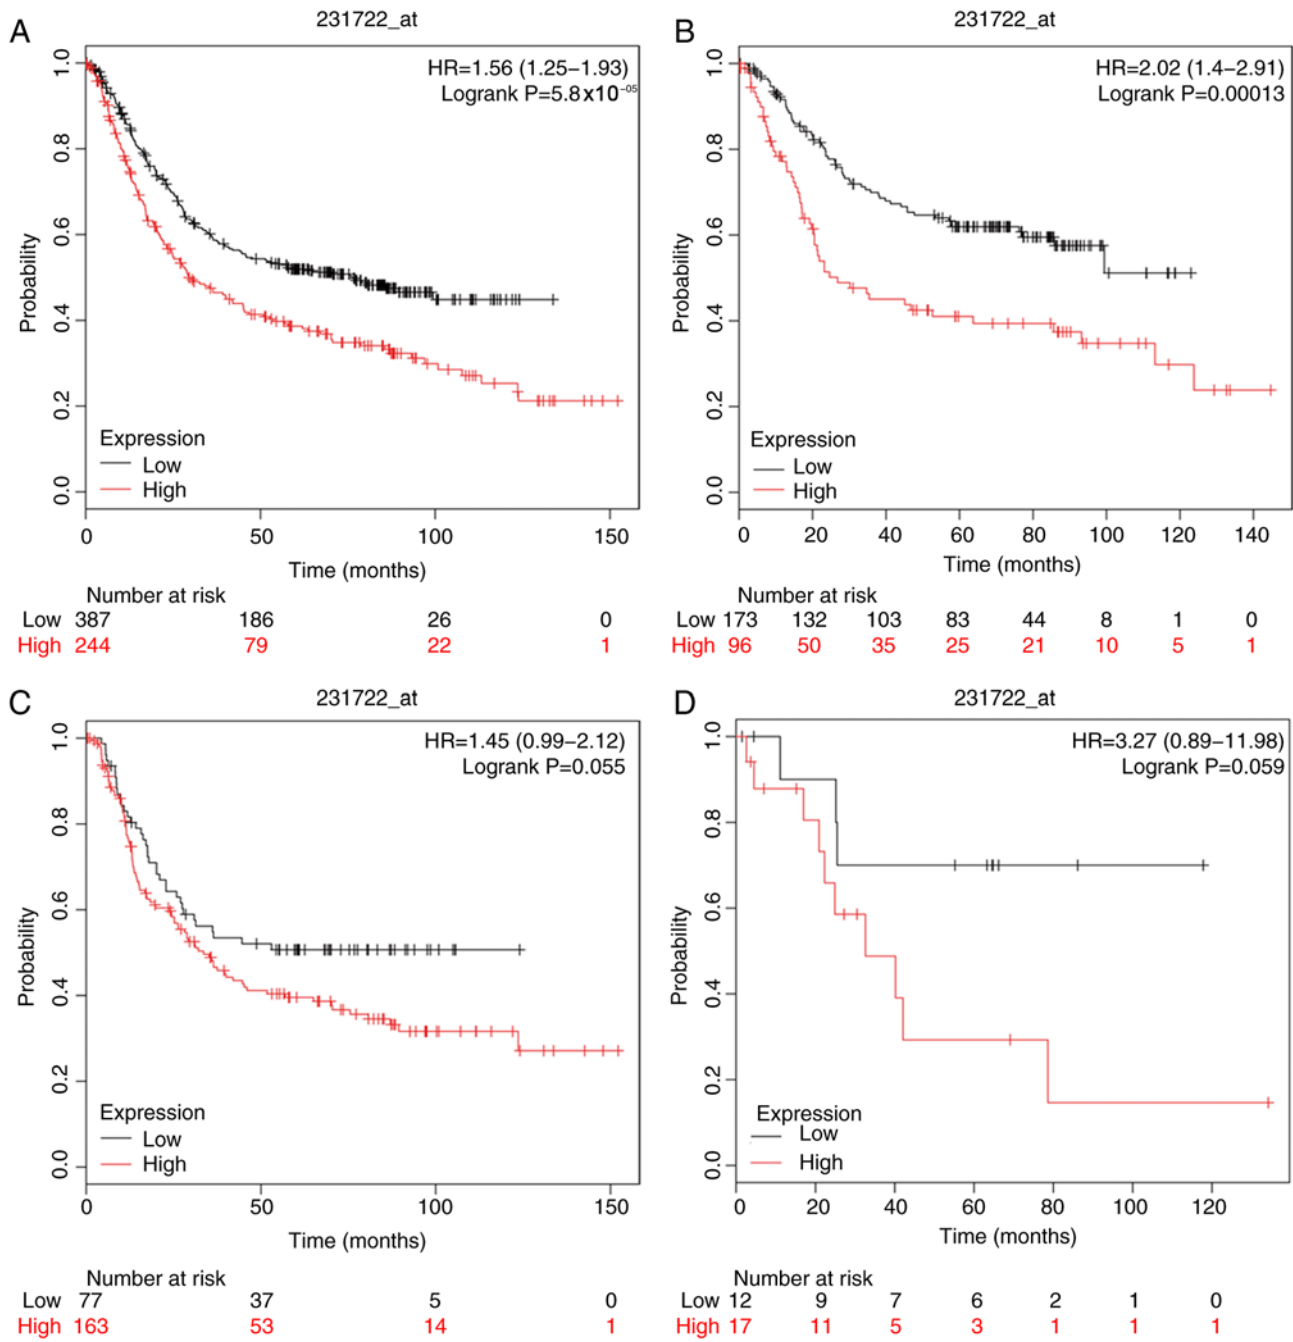 A
231722_at
HR=1.56 (1.25–1.93)
Logrank P=5.8x10⁻⁰⁵
Probability
1.0
0.8
0.6
0.4
0.2
0.0
Expression
Low
High
0 50 100 150
Time (months)
Number at risk
Low 387 186 26 0
High 244 79 22 1
B
231722_at
HR=2.02 (1.4–2.91)
Logrank P=0.00013
Probability
1.0
0.8
0.6
0.4
0.2
0.0
Expression
Low
High
0 20 40 60 80 100 120 140
Time (months)
Number at risk
Low 173 132 103 83 44 8 1 0
High 96 50 35 25 21 10 5 1
C
231722_at
HR=1.45 (0.99–2.12)
Logrank P=0.055
Probability
1.0
0.8
0.6
0.4
0.2
0.0
Expression
Low
High
0 50 100 150
Time (months)
Number at risk
Low 77 37 5 0
High 163 53 14 1
D
231722_at
HR=3.27 (0.89–11.98)
Logrank P=0.059
Probability
1.0
0.8
0.6
0.4
0.2
0.0
Expression
Low
High
0 20 40 60 80 100 120
Time (months)
Number at risk
Low 12 9 7 6 2 1 0
High 17 11 5 3 1 1 1